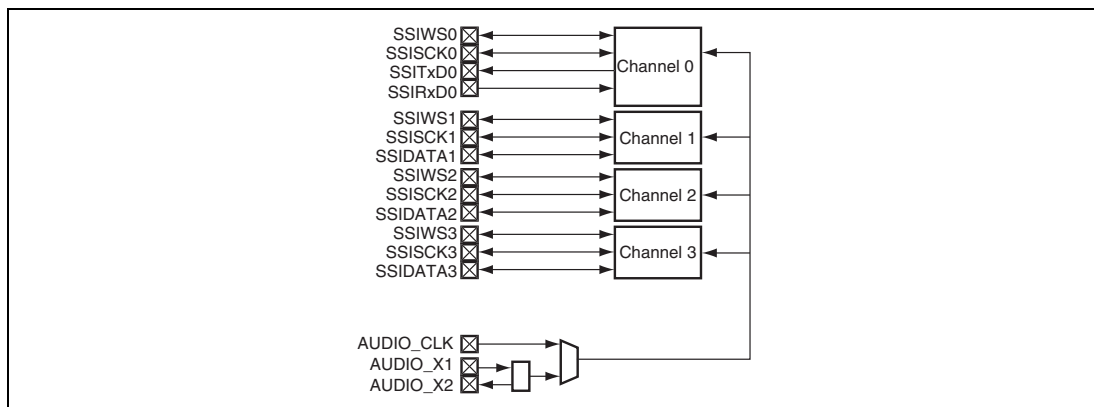 SSIWS0
SSISCK0
SSITxD0
SSIRxD0
Channel 0
SSIWS1
SSISCK1
SSIDATA1
Channel 1
SSIWS2
SSISCK2
SSIDATA2
Channel 2
SSIWS3
SSISCK3
SSIDATA3
Channel 3
AUDIO_CLK
AUDIO_X1
AUDIO_X2